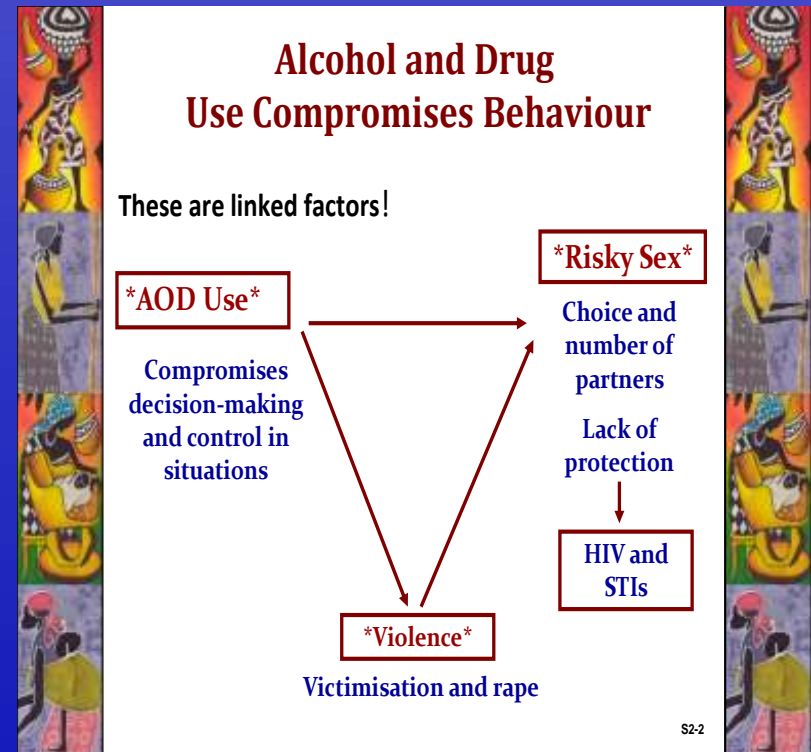 Alcohol and Drug
Use Compromises Behaviour
These are linked factors!
*AOD Use*
Compromises
decision-making
and control in
situations
*Risky Sex*
Choice and
number of
partners
Lack of
protection
HIV and
STIs
*Violence*
Victimisation and rape
S2-2